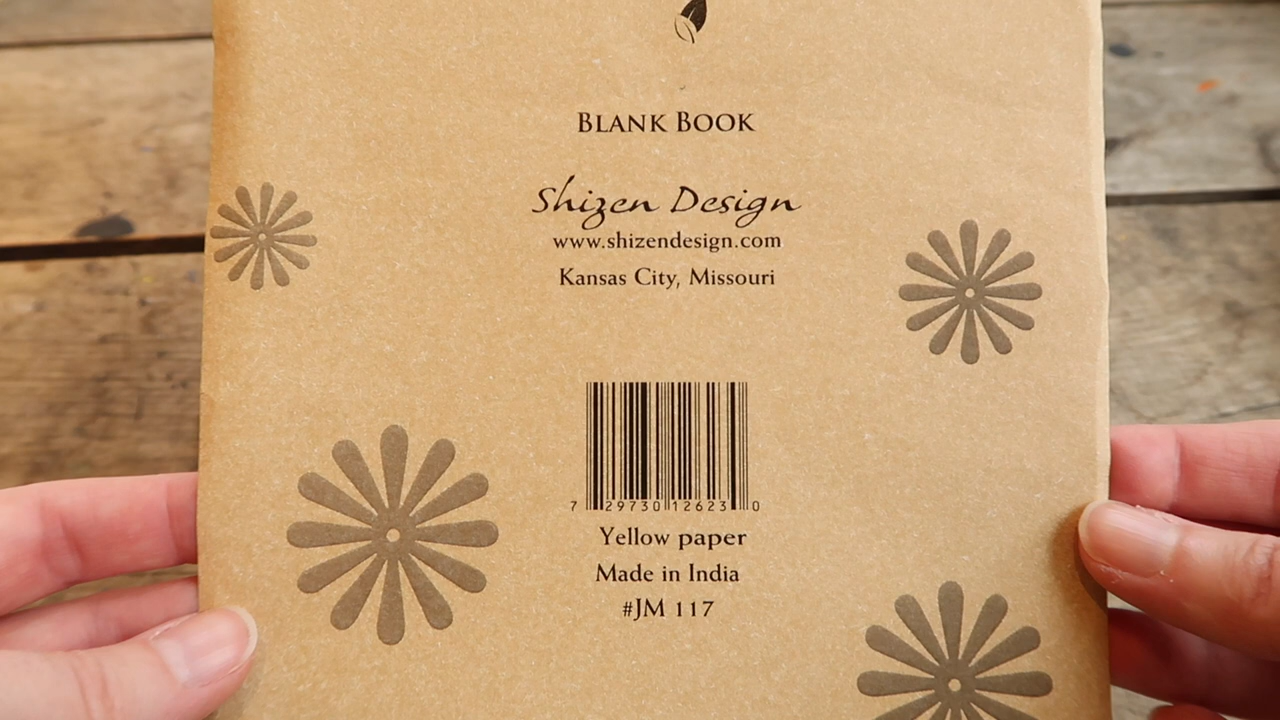 BLANK BOOK
Shizen Design
www.shizendesign.com
Kansas City, Missouri
7 29730 12623 0
Yellow paper
Made in India
#JM 117